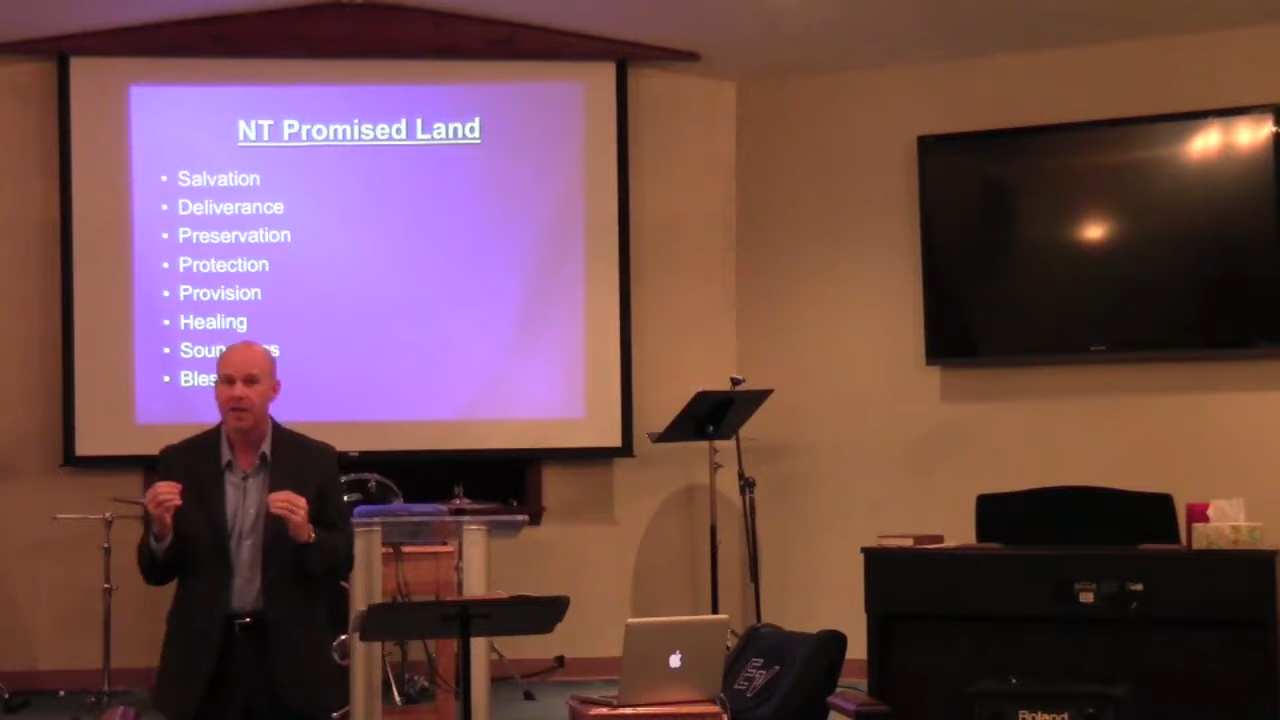 NT Promised Land
• Salvation
• Deliverance
• Preservation
• Protection
• Provision
• Healing
Roland